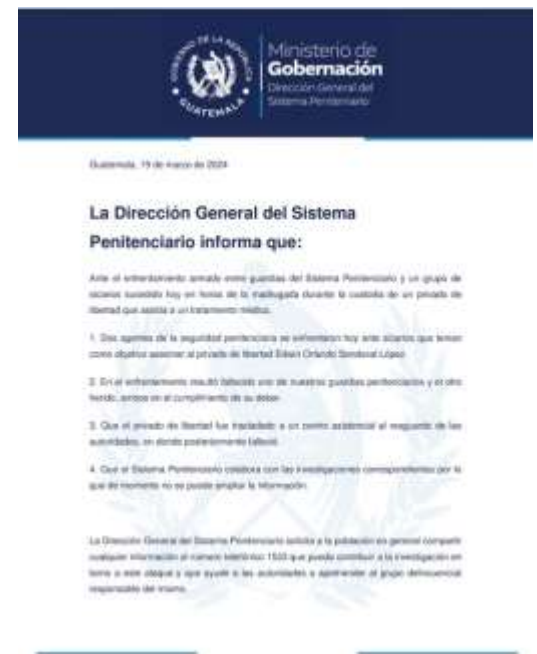 GOBIERNO DE LA REPÚBLICA
GUATEMALA
Ministerio de
Gobernación
Dirección General del
Sistema Penitenciario
Guatemala, 19 de marzo de 2024
La Dirección General del Sistema
Penitenciario informa que:
Ante el enfrentamiento armado entre guardias del Sistema Penitenciario y un grupo de
sicarios sucedido hoy en horas de la madrugada durante la custodia de un privado de
libertad que asistía a un tratamiento médico.
1. Dos agentes de la seguridad penitenciaria se enfrentaron hoy ante sicarios que tenían
como objetivo asesinar al privado de libertad Edwin Orlando Sandoval López
2. En el enfrentamiento resultó fallecido uno de nuestros guardias penitenciarios y el otro
herido, ambos en el cumplimiento de su deber.
3. Que el privado de libertad fue trasladado a un centro asistencial al resguardo de las
autoridades, en donde posteriormente falleció.
4. Que el Sistema Penitenciario colabora con las investigaciones correspondientes por lo
que de momento no se puede ampliar la información.
La Dirección General del Sistema Penitenciario solicita a la población en general compartir
cualquier información al número telefónico 1533 que pueda contribuir a la investigación en
torno a este ataque y que ayude a las autoridades a aprehender al grupo delincuencial
responsable del mismo.